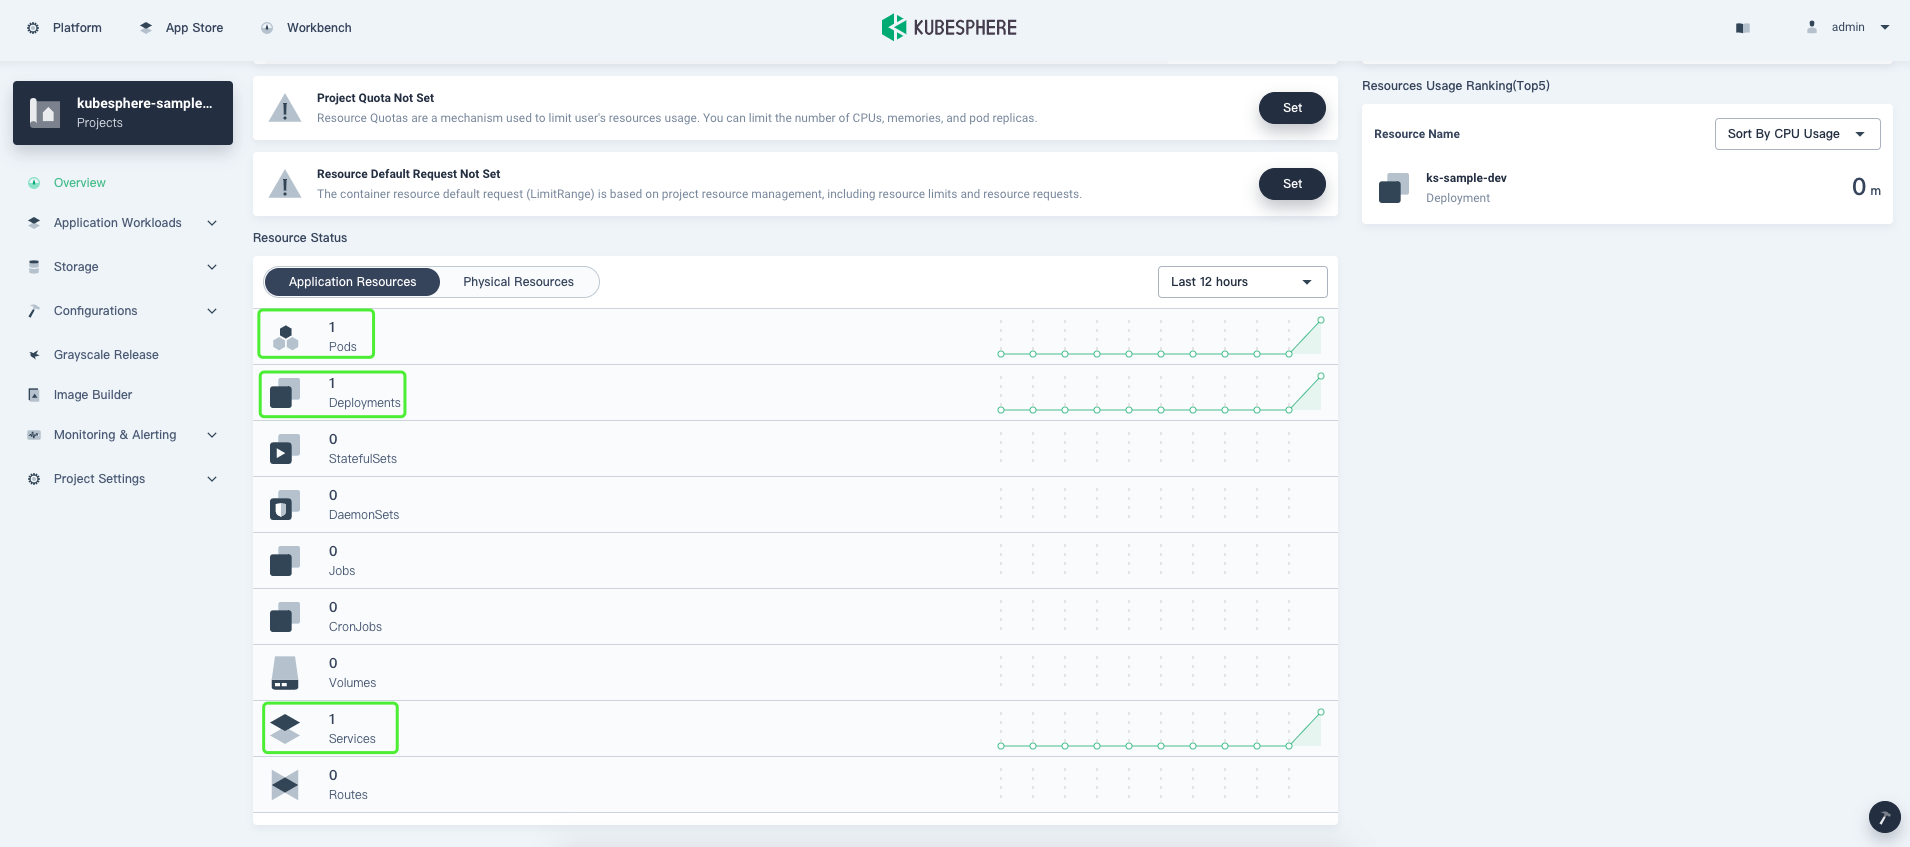 Platform
App Store
Workbench
KUBESPHERE
admin
kubesphere-sample...
Projects
Overview
Application Workloads
Storage
Configurations
Grayscale Release
Image Builder
Monitoring & Alerting
Project Settings
Project Quota Not Set
Resource Quotas are a mechanism used to limit user's resources usage. You can limit the number of CPUs, memories, and pod replicas.
Set
Resource Default Request Not Set
The container resource default request (LimitRange) is based on project resource management, including resource limits and resource requests.
Set
Resource Status
Application Resources
Physical Resources
Last 12 hours
1
Pods
1
Deployments
0
StatefulSets
0
DaemonSets
0
Jobs
0
CronJobs
0
Volumes
1
Services
0
Routes
Resources Usage Ranking(Top5)
Resource Name
Sort By CPU Usage
ks-sample-dev
Deployment
0 m